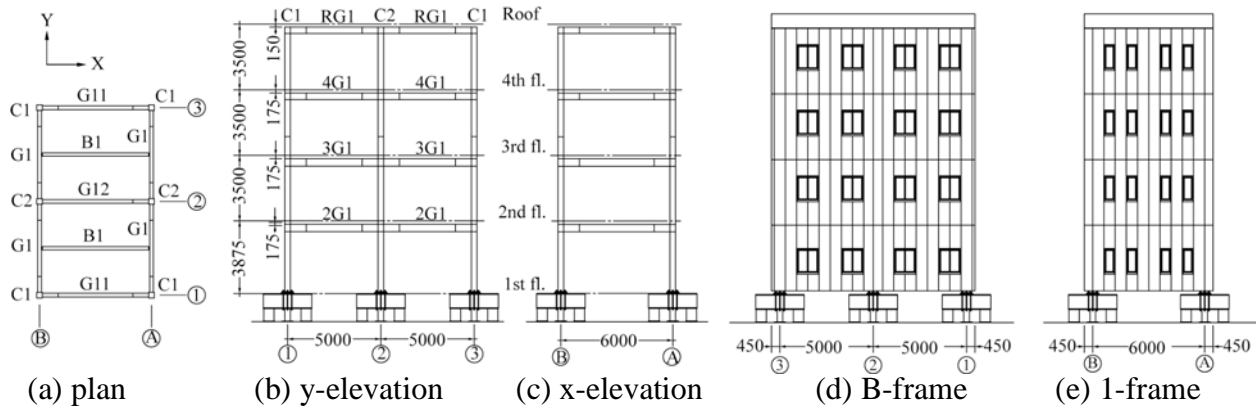 Y
X
C1 G11 C1 ③
G1
G1 B1
C2 G12 C2 ②
G1
G1 B1
C1 G11 C1 ①
Ⓑ Ⓐ
(a) plan
C1 RG1 C2 RG1 C1
3500 150
4G1 4G1
3500 175
3G1 3G1
3500 175
2G1 2G1
3875 175
5000 5000
① ② ③
(b) y-elevation
Roof
4th fl.
3rd fl.
2nd fl.
1st fl.
6000
Ⓑ Ⓐ
(c) x-elevation
450 5000 5000 450
③ ② ①
(d) B-frame
450 6000 450
Ⓑ Ⓐ
(e) 1-frame